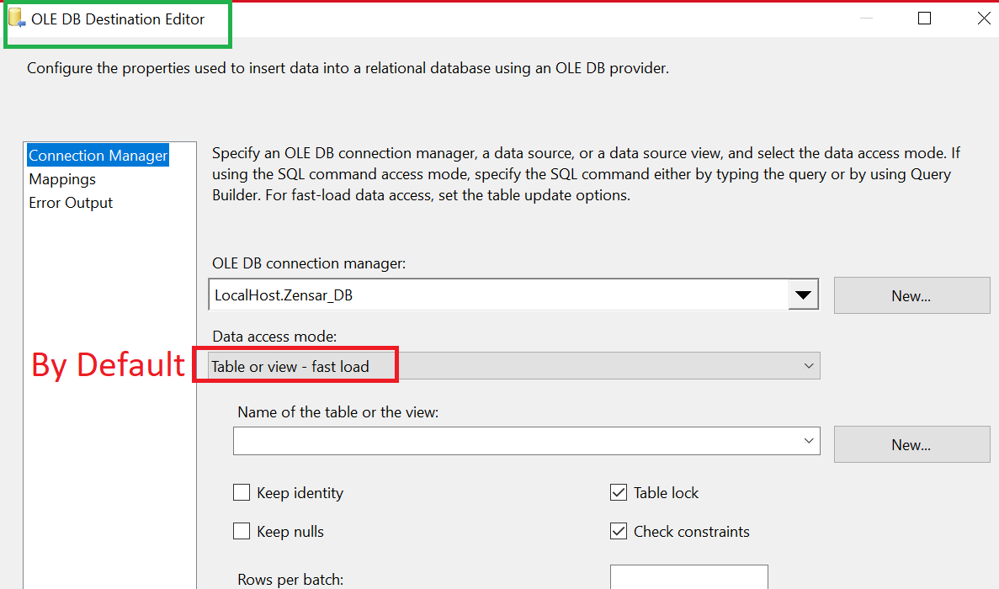 OLE DB Destination Editor
Configure the properties used to insert data into a relational database using an OLE DB provider.
Connection Manager
Mappings
Error Output
Specify an OLE DB connection manager, a data source, or a data source view, and select the data access mode. If
using the SQL command access mode, specify the SQL command either by typing the query or by using Query
Builder. For fast-load data access, set the table update options.
OLE DB connection manager:
LocalHost.Zensar_DB
New...
Data access mode:
By Default
Table or view - fast load
Name of the table or the view:
New...
Keep identity
Table lock
Keep nulls
Check constraints
Rows per batch: